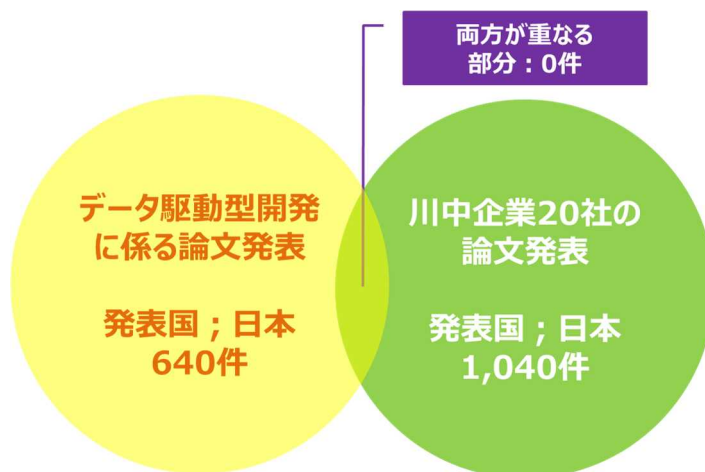 両方が重なる
部分：0件
データ駆動型開発
に係る論文発表
発表国；日本
640件
川中企業20社の
論文発表
発表国；日本
1,040件